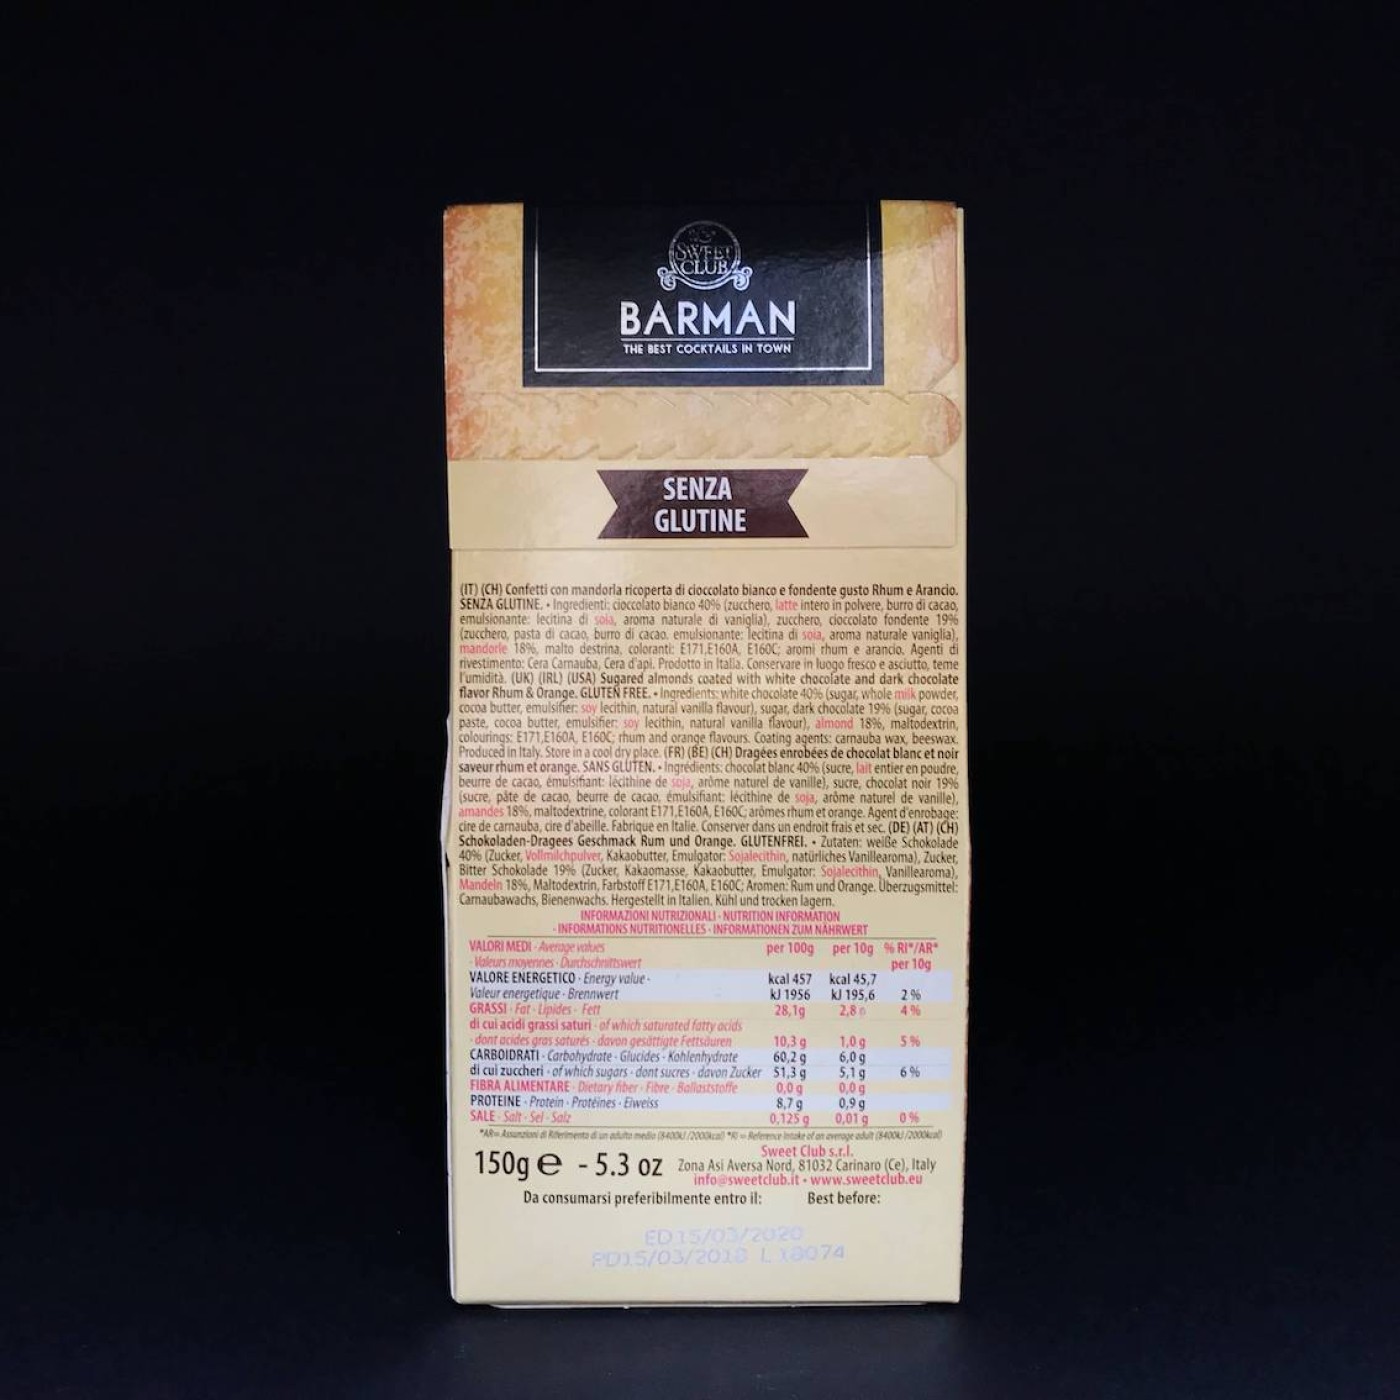 SWEET
CLUB
BARMAN
THE BEST COCKTAILS IN TOWN
SENZA
GLUTINE
(IT) (CH) Confetti con mandorla ricoperta di cioccolato bianco e fondente gusto Rhum e Arancio.
SENZA GLUTINE. • Ingredienti: cioccolato bianco 40% (zucchero, latte intero in polvere, burro di cacao,
emulsionante: lecitina di soia, aroma naturale di vaniglia), zucchero, cioccolato fondente 19%
(zucchero, pasta di cacao, burro di cacao. emulsionante: lecitina di soia, aroma naturale vaniglia),
mandorle 18%, malto destrina, coloranti: E171,E160A, E160C; aromi rhum e arancio. Agenti di
rivestimento: Cera Carnauba, Cera d'api. Prodotto in Italia. Conservare in luogo fresco e asciutto, teme
l'umidità. (UK) (IRL) (USA) Sugared almonds coated with white chocolate and dark chocolate
flavor Rhum & Orange. GLUTEN FREE. • Ingredients: white chocolate 40% (sugar, whole milk powder,
cocoa butter, emulsifier: soy lecithin, natural vanilla flavour), sugar, dark chocolate 19% (sugar, cocoa
paste, cocoa butter, emulsifier: soy lecithin, natural vanilla flavour), almond 18%, maltodextrin,
colourings: E171,E160A, E160C; rhum and orange flavours. Coating agents: carnauba wax, beeswax.
Produced in Italy. Store in a cool dry place. (FR) (BE) (CH) Dragées enrobées de chocolat blanc et noir
saveur rhum et orange. SANS GLUTEN. • Ingrédients: chocolat blanc 40% (sucre, lait entier en poudre,
beurre de cacao, émulsifiant: lécithine de soja, arôme naturel de vanille), sucre, chocolat noir 19%
(sucre, pâte de cacao, beurre de cacao, émulsifiant: lécithine de soja, arôme naturel de vanille),
amandes 18%, maltodextrine, colorant E171,E160A, E160C; arômes rhum et orange. Agent d'enrobage:
cire de carnauba, cire d'abeille. Fabrique en Italie. Conserver dans un endroit frais et sec. (DE) (AT) (CH)
Schokoladen-Dragees Geschmack Rum und Orange. GLUTENFREI. • Zutaten: weiße Schokolade
40% (Zucker, Vollmilchpulver, Kakaobutter, Emulgator: Sojalecithin, natürliches Vanillearoma), Zucker,
Bitter Schokolade 19% (Zucker, Kakaomasse, Kakaobutter, Emulgator: Sojalecithin, Vanillearoma),
Mandeln 18%, Maltodextrin, Farbstoff E171,E160A, E160C; Aromen: Rum und Orange. Überzugsmittel:
Carnaubawachs, Bienenwachs. Hergestellt in Italien. Kühl und trocken lagern.
INFORMAZIONI NUTRIZIONALI - NUTRITION INFORMATION
- INFORMATIONS NUTRITIONELLES - INFORMATIONEN ZUM NÄHRWERT
VALORI MEDI - Average values per 100g per 10g % RI*/AR*
- Valeurs moyennes - Durchschnittswert per 10g
VALORE ENERGETICO - Energy value - kcal 457 kcal 45,7
Valeur energetique - Brennwert kJ 1956 kJ 195,6 2 %
GRASSI - Fat - Lipides - Fett 28,1g 2,8 g 4 %
di cui acidi grassi saturi - of which saturated fatty acids
- dont acides gras saturés - davon gesättigte Fettsäuren 10,3 g 1,0 g 5 %
CARBOIDRATI - Carbohydrate - Glucides - Kohlenhydrate 60,2 g 6,0 g
di cui zuccheri - of which sugars - dont sucres - davon Zucker 51,3 g 5,1 g 6 %
FIBRA ALIMENTARE - Dietary fiber - Fibre - Ballaststoffe 0,0 g 0,0 g
PROTEINE - Protein - Protéines - Eiweiss 8,7 g 0,9 g
SALE - Salt - Sel - Salz 0,125 g 0,01 g 0 %
*AR= Assunzioni di Riferimento di un adulto medio (8400kJ /2000kcal) *RI = Reference Intake of an average adult (8400kJ /2000kcal)
150g e - 5.3 oz
Sweet Club s.r.l.
Zona Asi Aversa Nord, 81032 Carinaro (Ce), Italy
info@sweetclub.it • www.sweetclub.eu
Da consumarsi preferibilmente entro il: Best before:
ED15/03/2020
PD15/03/2018 L 18074